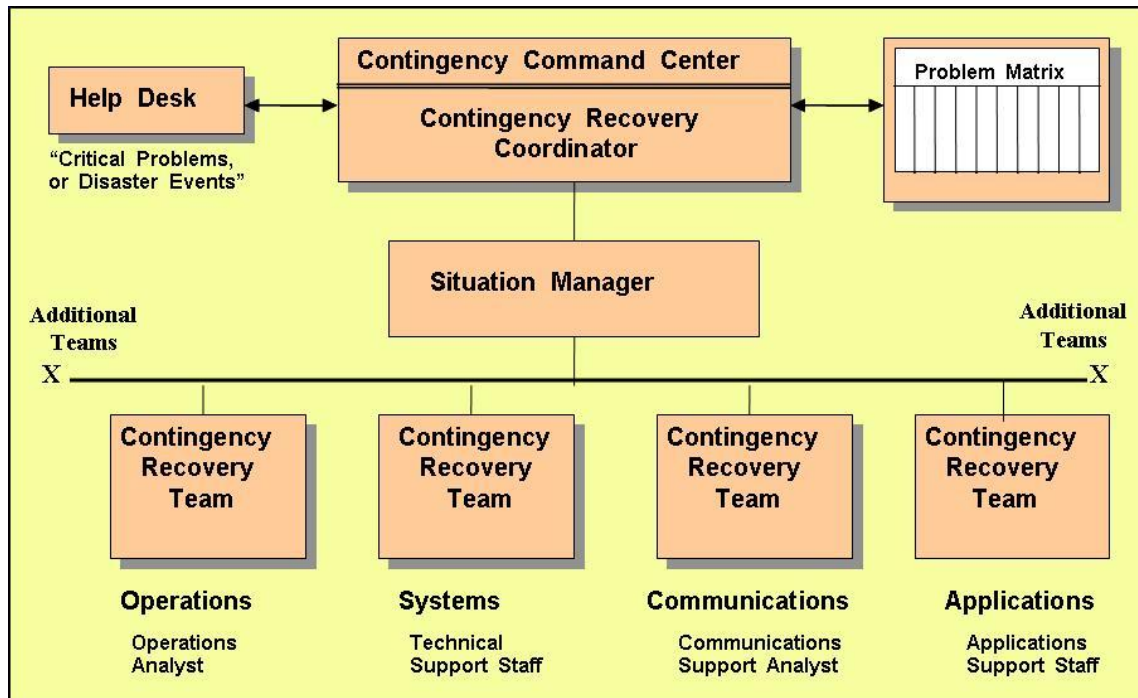 Help Desk
"Critical Problems,
or Disaster Events"
Contingency Command Center
Contingency Recovery
Coordinator
Problem Matrix
Situation Manager
Additional
Teams
X
Additional
Teams
X
Contingency
Recovery
Team
Operations
Operations
Analyst
Contingency
Recovery
Team
Systems
Technical
Support Staff
Contingency
Recovery
Team
Communications
Communications
Support Analyst
Contingency
Recovery
Team
Applications
Applications
Support Staff